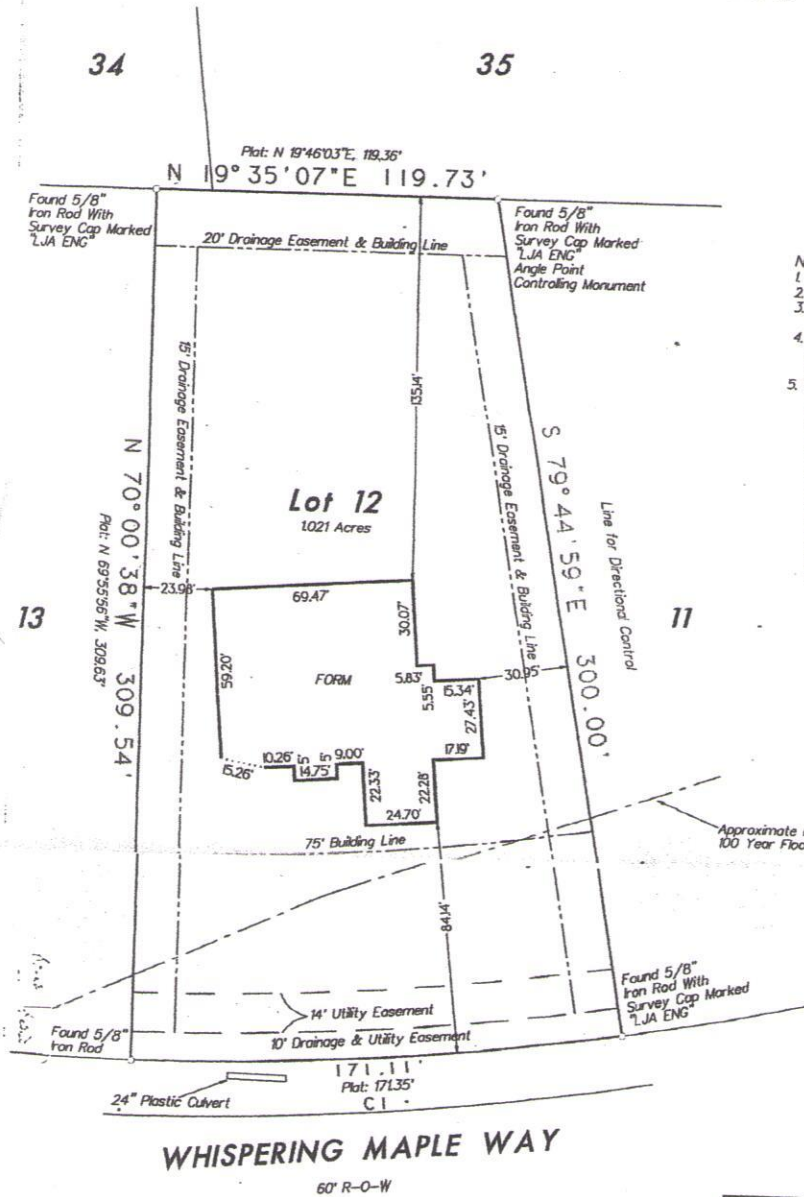 34
35
Plat: N 19°46'03"E, 119.36'
N 19°35'07"E 119.73'
Found 5/8"
Iron Rod With
Survey Cap Marked
"LJA ENG"
Found 5/8"
Iron Rod With
Survey Cap Marked
"LJA ENG"
Angle Point
Controlling Monument
20' Drainage Easement & Building Line
N
1.
2.
3.
4.
5.
15' Drainage Easement & Building Line
135.14'
15' Drainage Easement & Building Line
N 70°00'38"W 309.54'
Plat: N 69°55'56"W, 309.63'
S 79°44'59"E 300.00'
Line for Directional Control
Lot 12
1.021 Acres
13
11
23.98'
69.47'
30.07'
59.20'
FORM
5.83'
5.55'
15.34'
30.95'
27.43'
17.19'
15.26'
10.26'
5'
14.75'
5'
9.00'
22.33'
22.28'
24.70'
75' Building Line
Approximate
100 Year
84.14'
14' Utility Easement
10' Drainage & Utility Easement
Found 5/8"
Iron Rod
Found 5/8"
Iron Rod With
Survey Cap Marked
"LJA ENG"
171.11'
Plat: 171.35'
C1
24" Plastic Culvert
WHISPERING MAPLE WAY
60' R-O-W